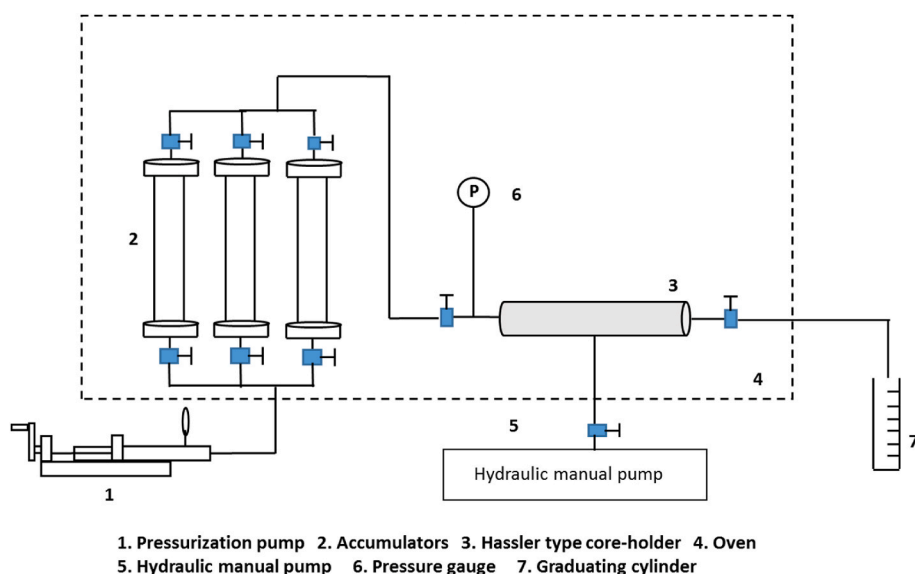 P
6
2
3
4
5
Hydraulic manual pump
7
1
1. Pressurization pump 2. Accumulators 3. Hassler type core-holder 4. Oven
5. Hydraulic manual pump 6. Pressure gauge 7. Graduating cylinder